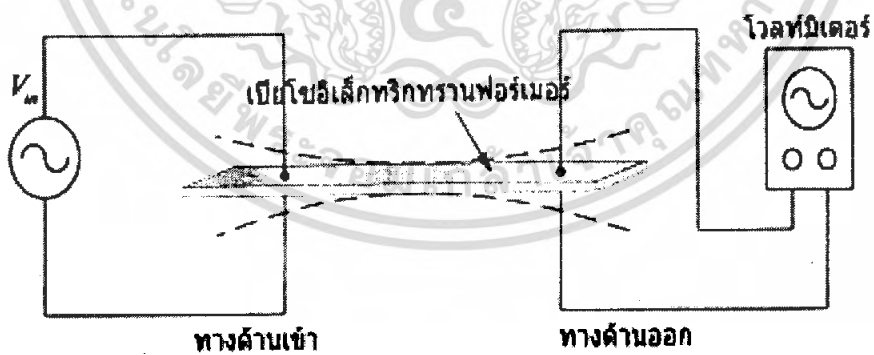 โวลท์มิเตอร์
เปียโซอิเล็กทริกทรานฟอร์เมอร์
ทางด้านเข้า
ทางด้านออก